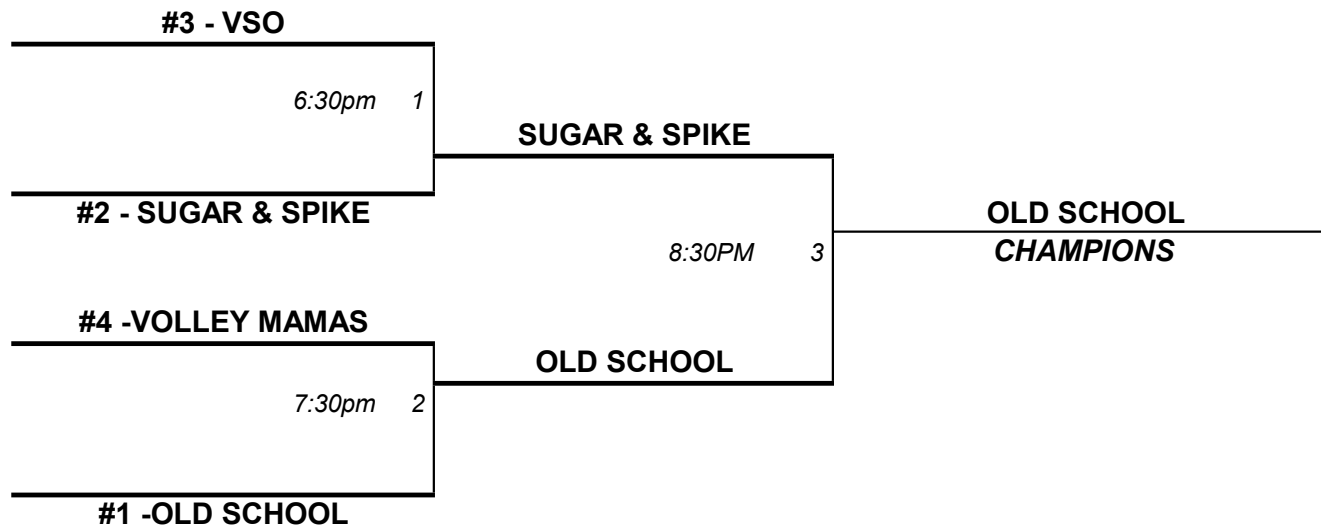 #3 - VSO
6:30pm 1
SUGAR & SPIKE
#2 - SUGAR & SPIKE
OLD SCHOOL
8:30PM 3
CHAMPIONS
#4 -VOLLEY MAMAS
OLD SCHOOL
7:30pm 2
#1 -OLD SCHOOL